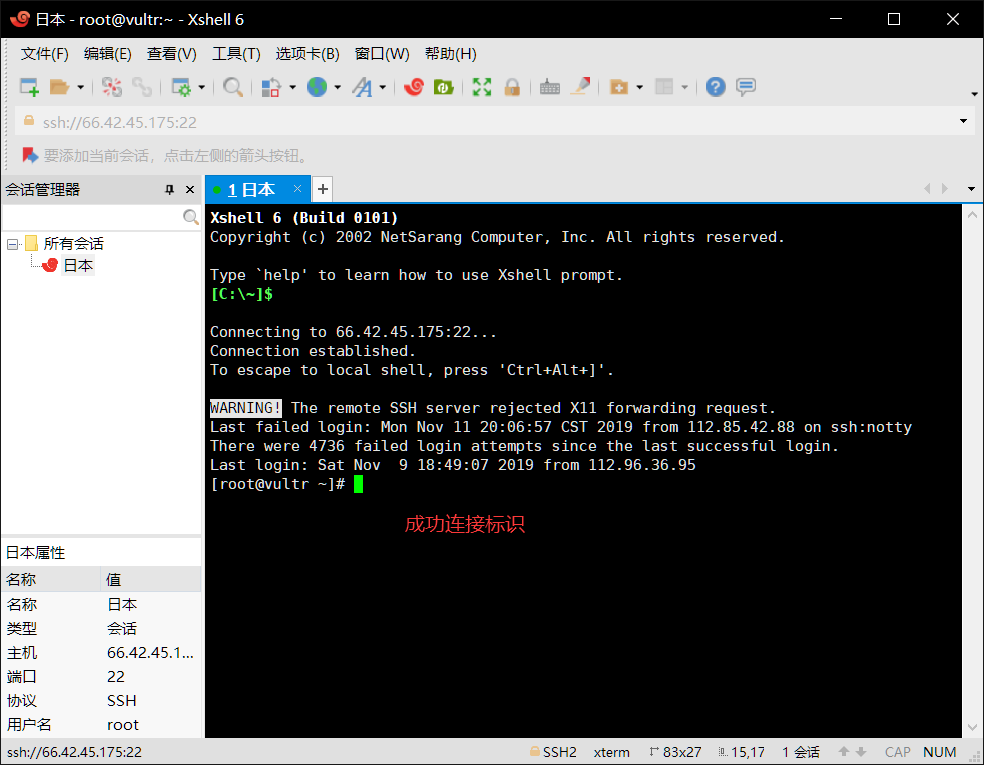 日本 - root@vultr:~ - Xshell 6
文件(F) 编辑(E) 查看(V) 工具(T) 选项卡(B) 窗口(W) 帮助(H)
ssh://66.42.45.175:22
要添加当前会话，点击左侧的箭头按钮。
会话管理器
1 日本
所有会话
日本
Xshell 6 (Build 0101)
Copyright (c) 2002 NetSarang Computer, Inc. All rights reserved.
Type `help' to learn how to use Xshell prompt.
[C:\~]$
Connecting to 66.42.45.175:22...
Connection established.
To escape to local shell, press 'Ctrl+Alt+]'.
WARNING! The remote SSH server rejected X11 forwarding request.
Last failed login: Mon Nov 11 20:06:57 CST 2019 from 112.85.42.88 on ssh:notty
There were 4736 failed login attempts since the last successful login.
Last login: Sat Nov  9 18:49:07 2019 from 112.96.36.95
[root@vultr ~]#
成功连接标识
日本属性
名称 值
名称 日本
类型 会话
主机 66.42.45.1...
端口 22
协议 SSH
用户名 root
ssh://66.42.45.175:22 SSH2 xterm 83x27 15,17 1 会话 CAP NUM